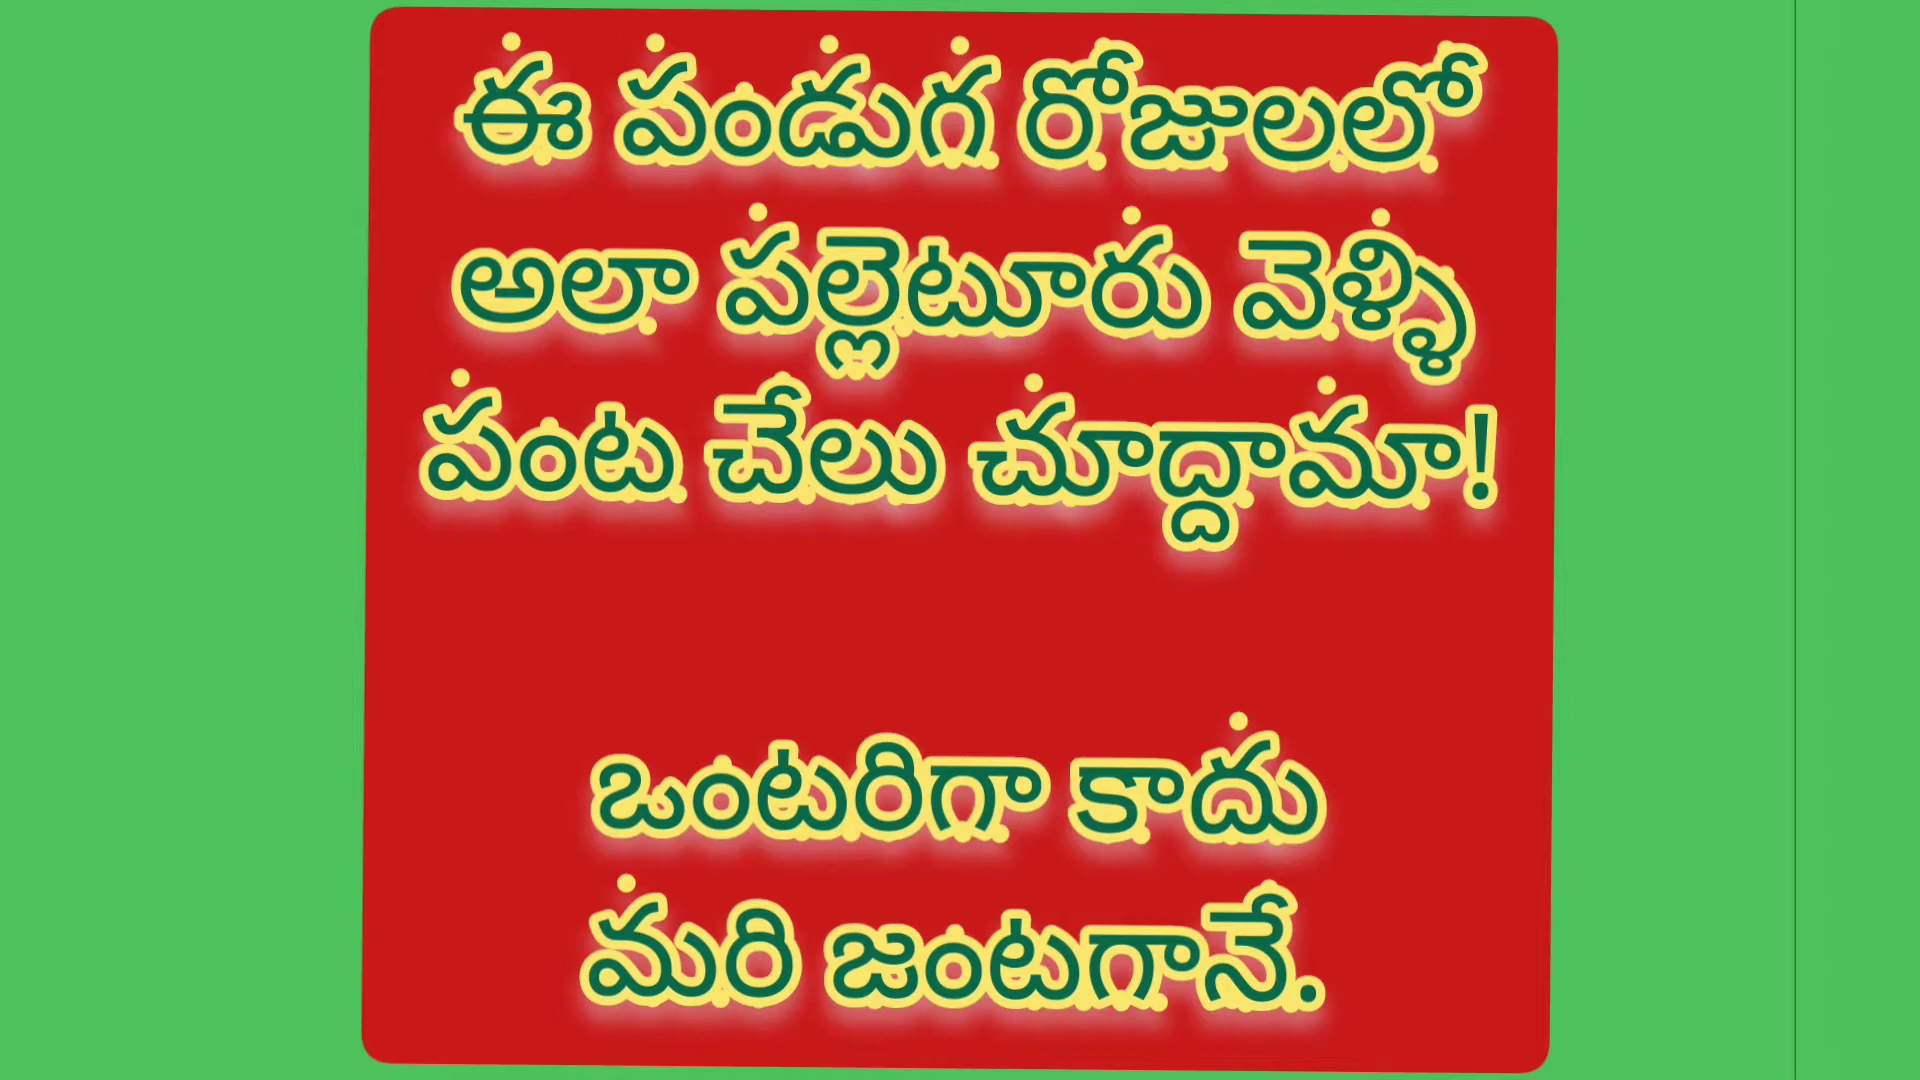 ఈ పండుగ రోజులలో
అలా పల్లెటూరు వెళ్ళి
పంట చేలు చూద్దామా!
ఒంటరిగా కాదు
మరి జంటగానే.